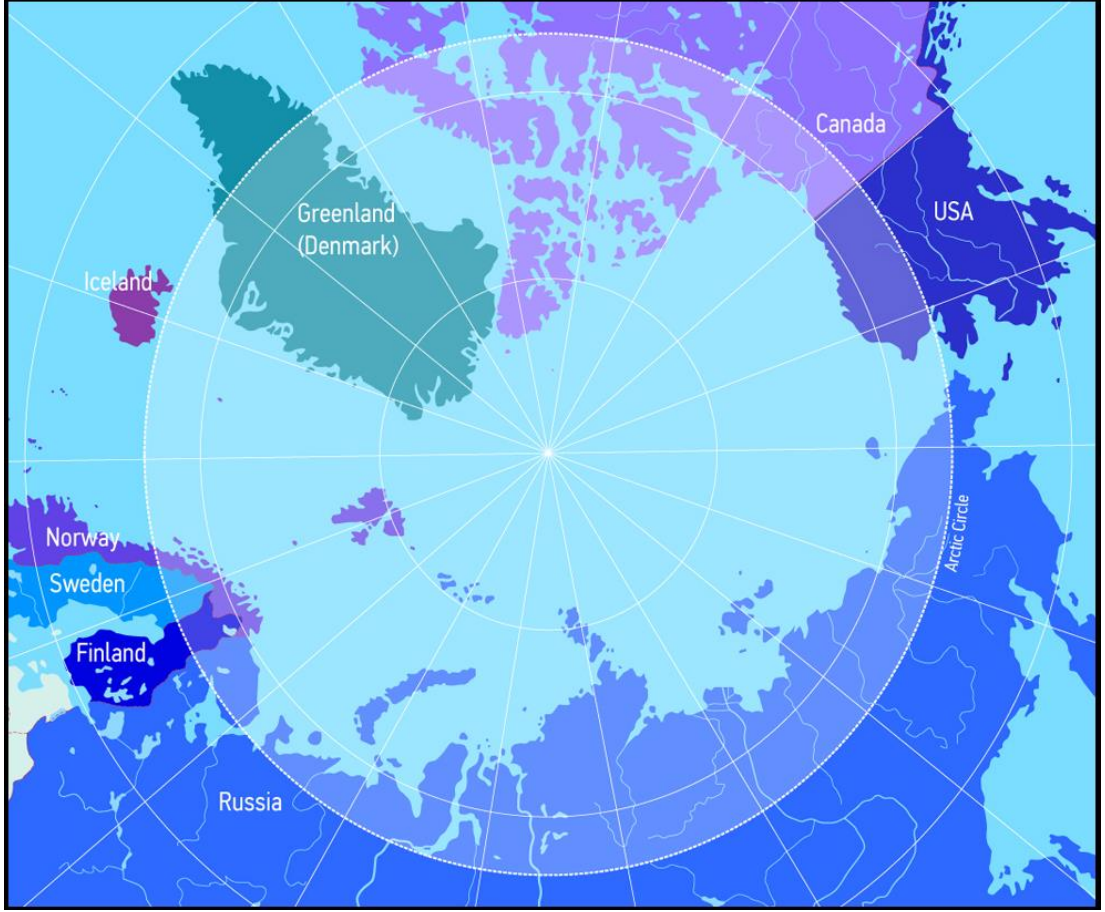 Canada
Greenland
(Denmark)
USA
Iceland
Arctic Circle
Norway
Sweden
Finland
Russia